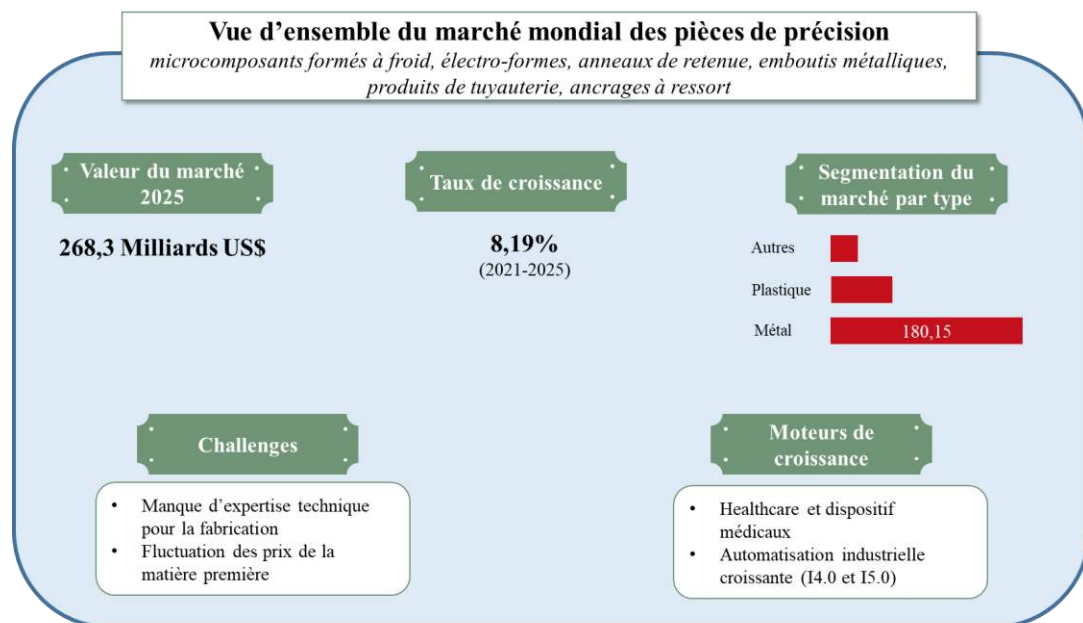 Vue d'ensemble du marché mondial des pièces de précision
microcomposants formés à froid, électro-formes, anneaux de retenue, emboutis métalliques,
produits de tuyauterie, ancrages à ressort
Valeur du marché
2025
268,3 Milliards US$
Taux de croissance
8,19%
(2021-2025)
Segmentation du
marché par type
Autres
Plastique
Métal
180,15
Challenges
• Manque d'expertise technique
pour la fabrication
• Fluctuation des prix de la
matière première
Moteurs de
croissance
• Healthcare et dispositif
médicaux
• Automatisation industrielle
croissante (I4.0 et I5.0)